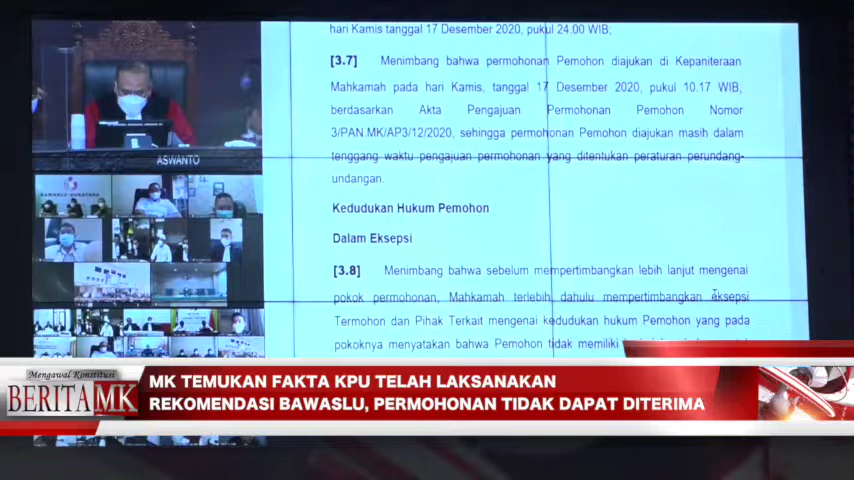 hari Kamis tanggal 17 Desember 2020, pukul 24.00 WIB;
[3.7] Menimbang bahwa permohonan Pemohon diajukan di Kepaniteraan
Mahkamah pada hari Kamis, tanggal 17 Desember 2020, pukul 10.17 WIB,
berdasarkan Akta Pengajuan Permohonan Pemohon Nomor
3/PAN.MK/AP3/12/2020, sehingga permohonan Pemohon diajukan masih dalam
tenggang waktu pengajuan permohonan yang ditentukan peraturan perundang-
undangan.
Kedudukan Hukum Pemohon
Dalam Eksepsi
[3.8] Menimbang bahwa sebelum mempertimbangkan lebih lanjut mengenai
pokok permohonan, Mahkamah terlebih dahulu mempertimbangkan eksepsi
Termohon dan Pihak Terkait mengenai kedudukan hukum Pemohon yang pada
pokoknya menyatakan bahwa Pemohon tidak memiliki
ASWANTO
Mengawal Konstitusi
BERITA MK
MK TEMUKAN FAKTA KPU TELAH LAKSANAKAN
REKOMENDASI BAWASLU, PERMOHONAN TIDAK DAPAT DITERIMA